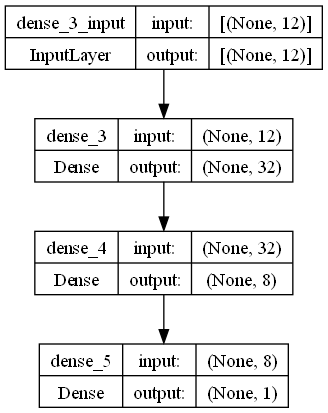 dense_3_input input: [(None, 12)]
InputLayer output: [(None, 12)]
dense_3 input: (None, 12)
Dense output: (None, 32)
dense_4 input: (None, 32)
Dense output: (None, 8)
dense_5 input: (None, 8)
Dense output: (None, 1)